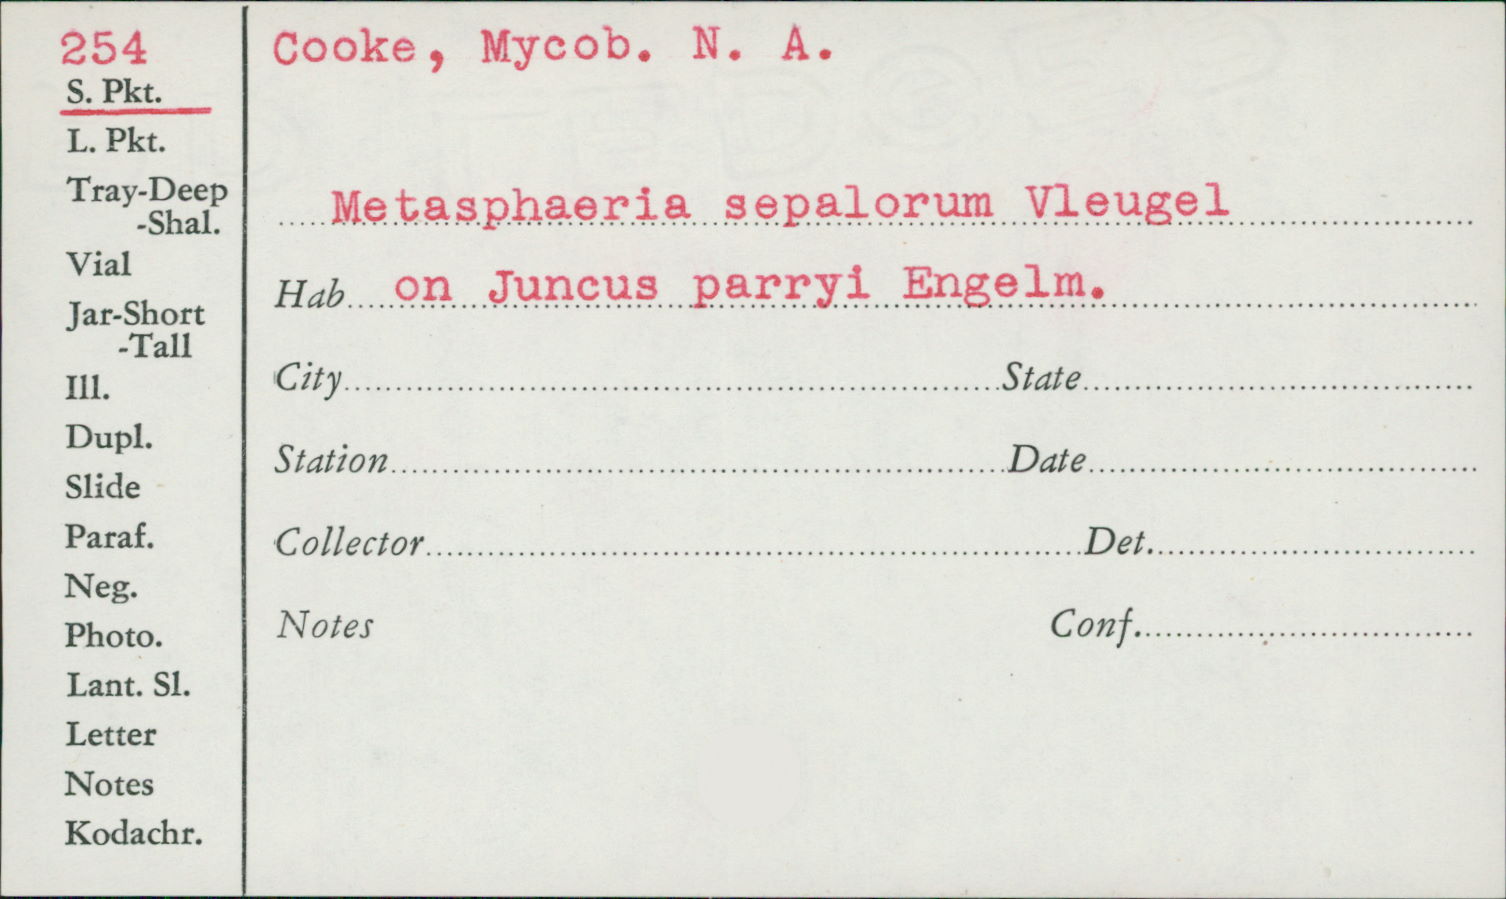 254
S. Pkt.
L. Pkt.
Tray-Deep
-Shal.
Vial
Jar-Short
-Tall
Ill.
Dupl.
Slide
Paraf.
Neg.
Photo.
Lant. Sl.
Letter
Notes
Kodachr.
Cooke, Mycob. N. A.
Metasphaeria sepalorum Vleugel
Hab. on Juncus parryi Engelm.
City State
Station Date
Collector Det.
Notes Conf.